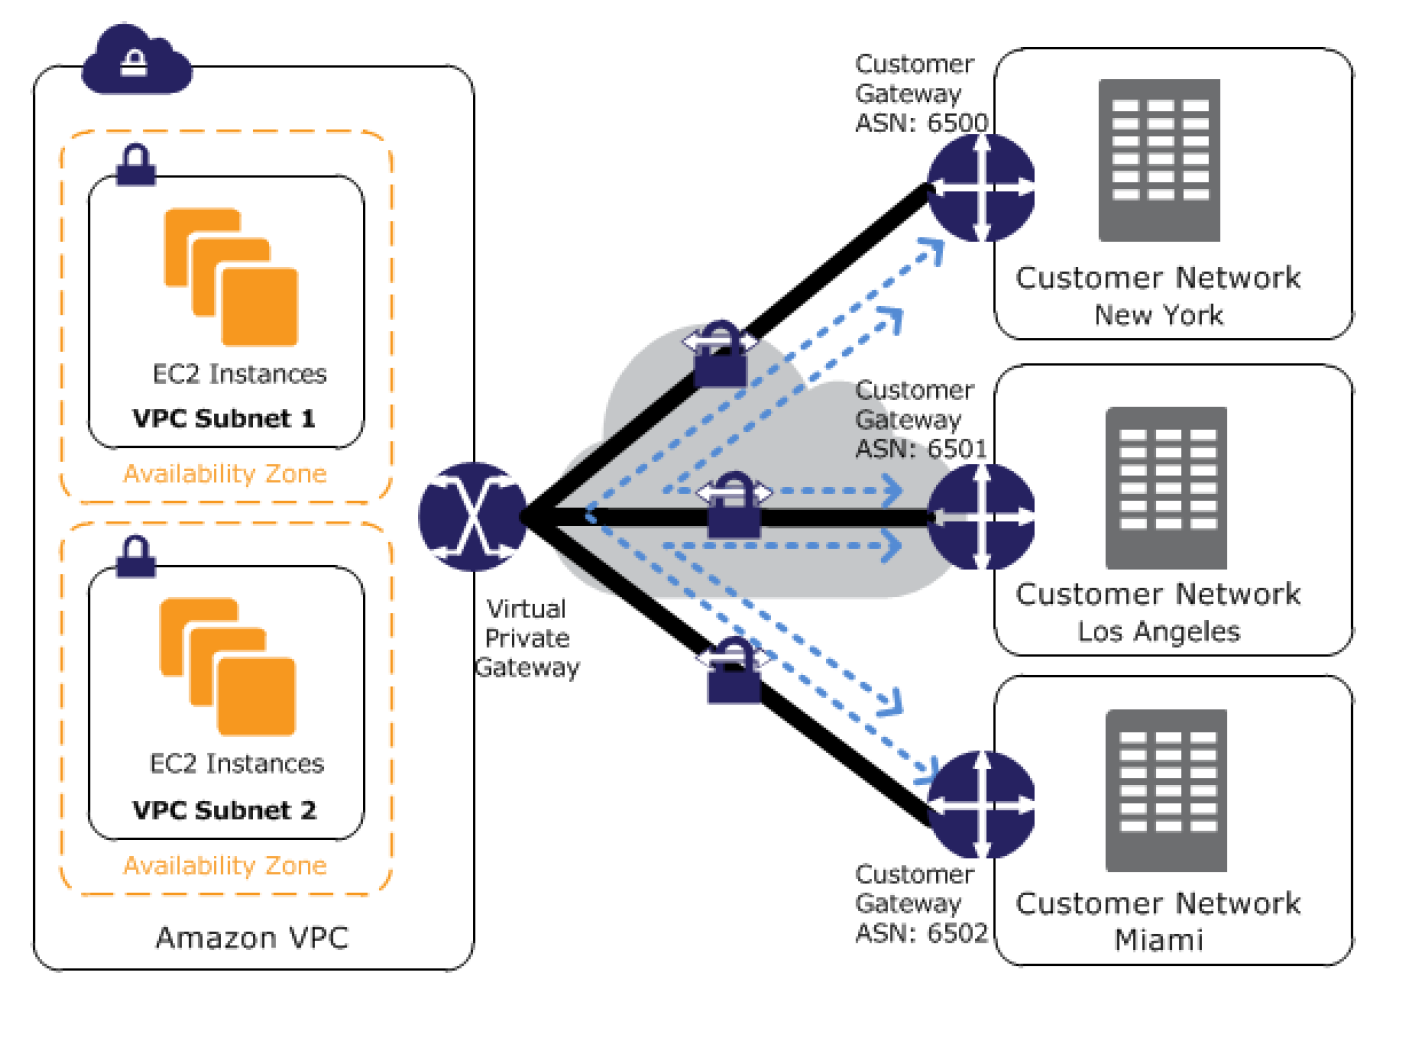 EC2 Instances
VPC Subnet 1
Availability Zone
EC2 Instances
VPC Subnet 2
Availability Zone
Amazon VPC
Virtual
Private
Gateway
Customer
Gateway
ASN: 6500
Customer Network
New York
Customer
Gateway
ASN: 6501
Customer Network
Los Angeles
Customer
Gateway
ASN: 6502
Customer Network
Miami